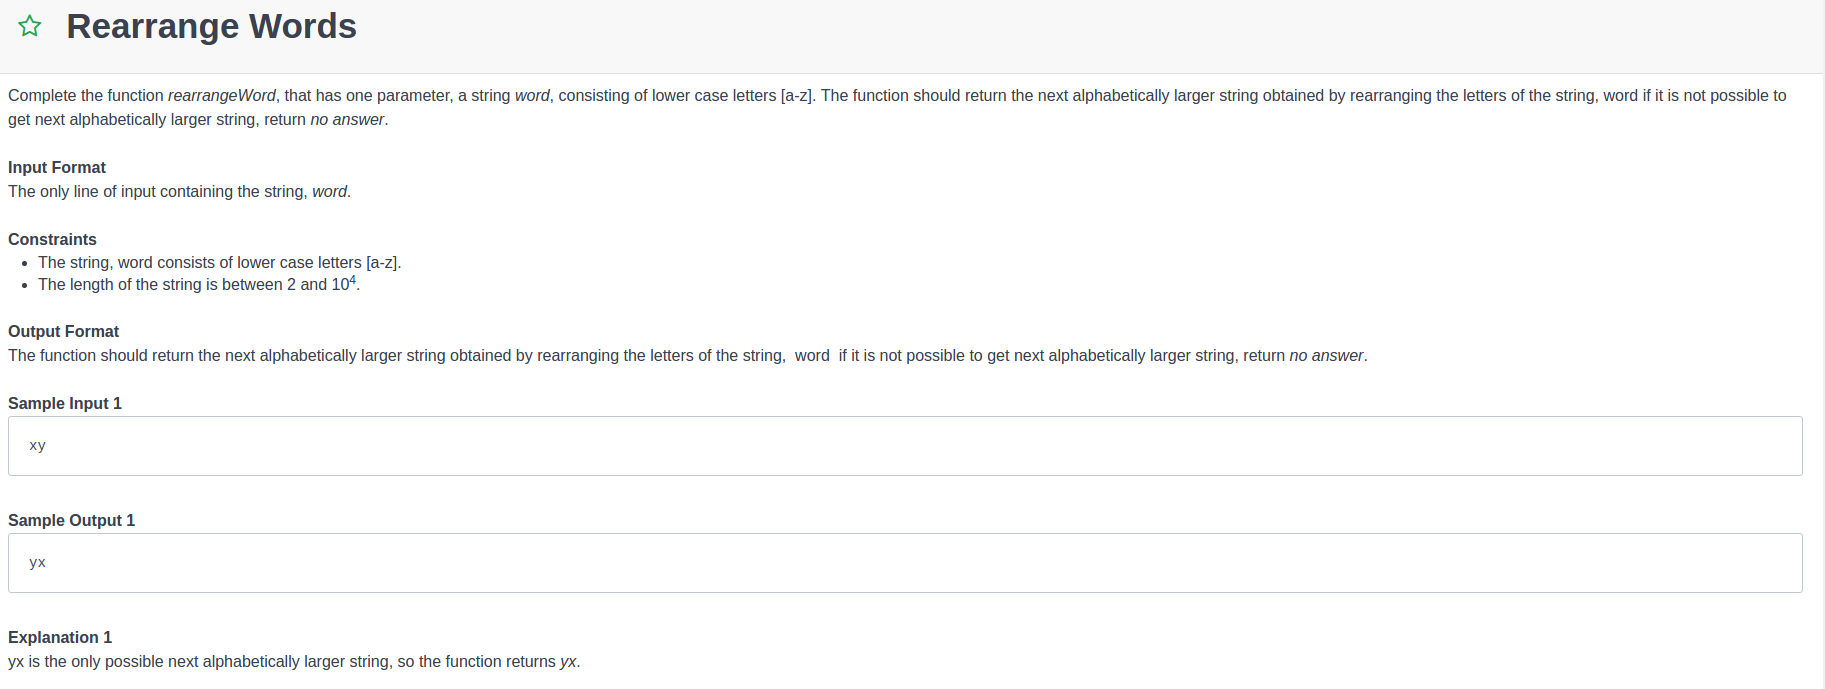 Rearrange Words
Complete the function rearrangeWord, that has one parameter, a string word, consisting of lower case letters [a-z]. The function should return the next alphabetically larger string obtained by rearranging the letters of the string, word if it is not possible to
get next alphabetically larger string, return no answer.
Input Format
The only line of input containing the string, word.
Constraints
• The string, word consists of lower case letters [a-z].
• The length of the string is between 2 and 10⁴.
Output Format
The function should return the next alphabetically larger string obtained by rearranging the letters of the string,  word  if it is not possible to get next alphabetically larger string, return no answer.
Sample Input 1
xy
Sample Output 1
yx
Explanation 1
yx is the only possible next alphabetically larger string, so the function returns yx.